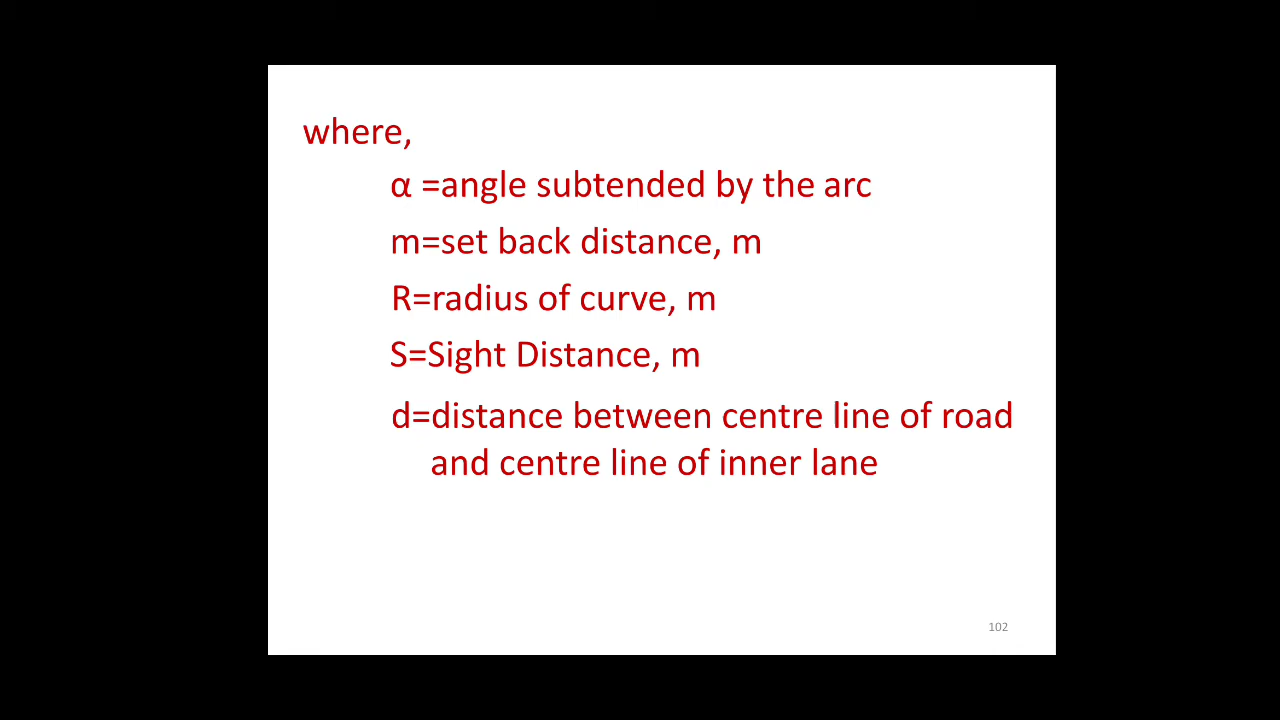 where,
α =angle subtended by the arc
m=set back distance, m
R=radius of curve, m
S=Sight Distance, m
d=distance between centre line of road
and centre line of inner lane
102